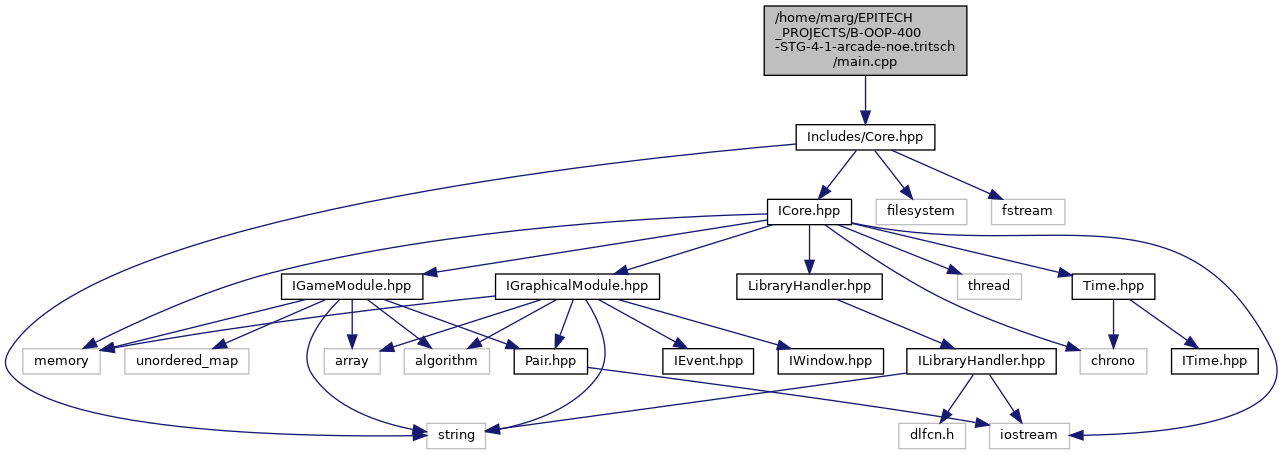 /home/marg/EPITECH
_PROJECTS/B-OOP-400
-STG-4-1-arcade-noe.tritsch
/main.cpp
Includes/Core.hpp
ICore.hpp
filesystem
fstream
IGameModule.hpp
IGraphicalModule.hpp
LibraryHandler.hpp
thread
Time.hpp
memory
unordered_map
array
algorithm
Pair.hpp
IEvent.hpp
IWindow.hpp
ILibraryHandler.hpp
chrono
ITime.hpp
string
dlfcn.h
iostream